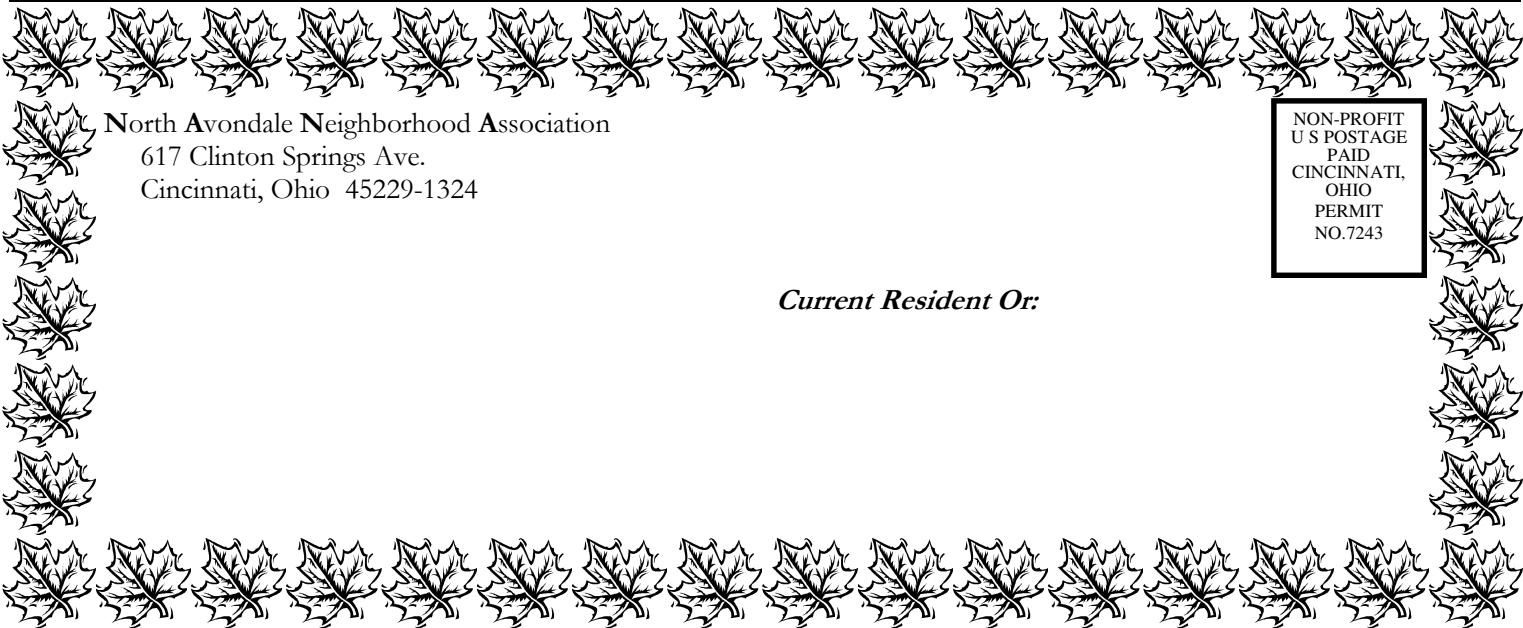 North Avondale Neighborhood Association
617 Clinton Springs Ave.
Cincinnati, Ohio 45229-1324
NON-PROFIT
U S POSTAGE
PAID
CINCINNATI,
OHIO
PERMIT
NO.7243
Current Resident Or: